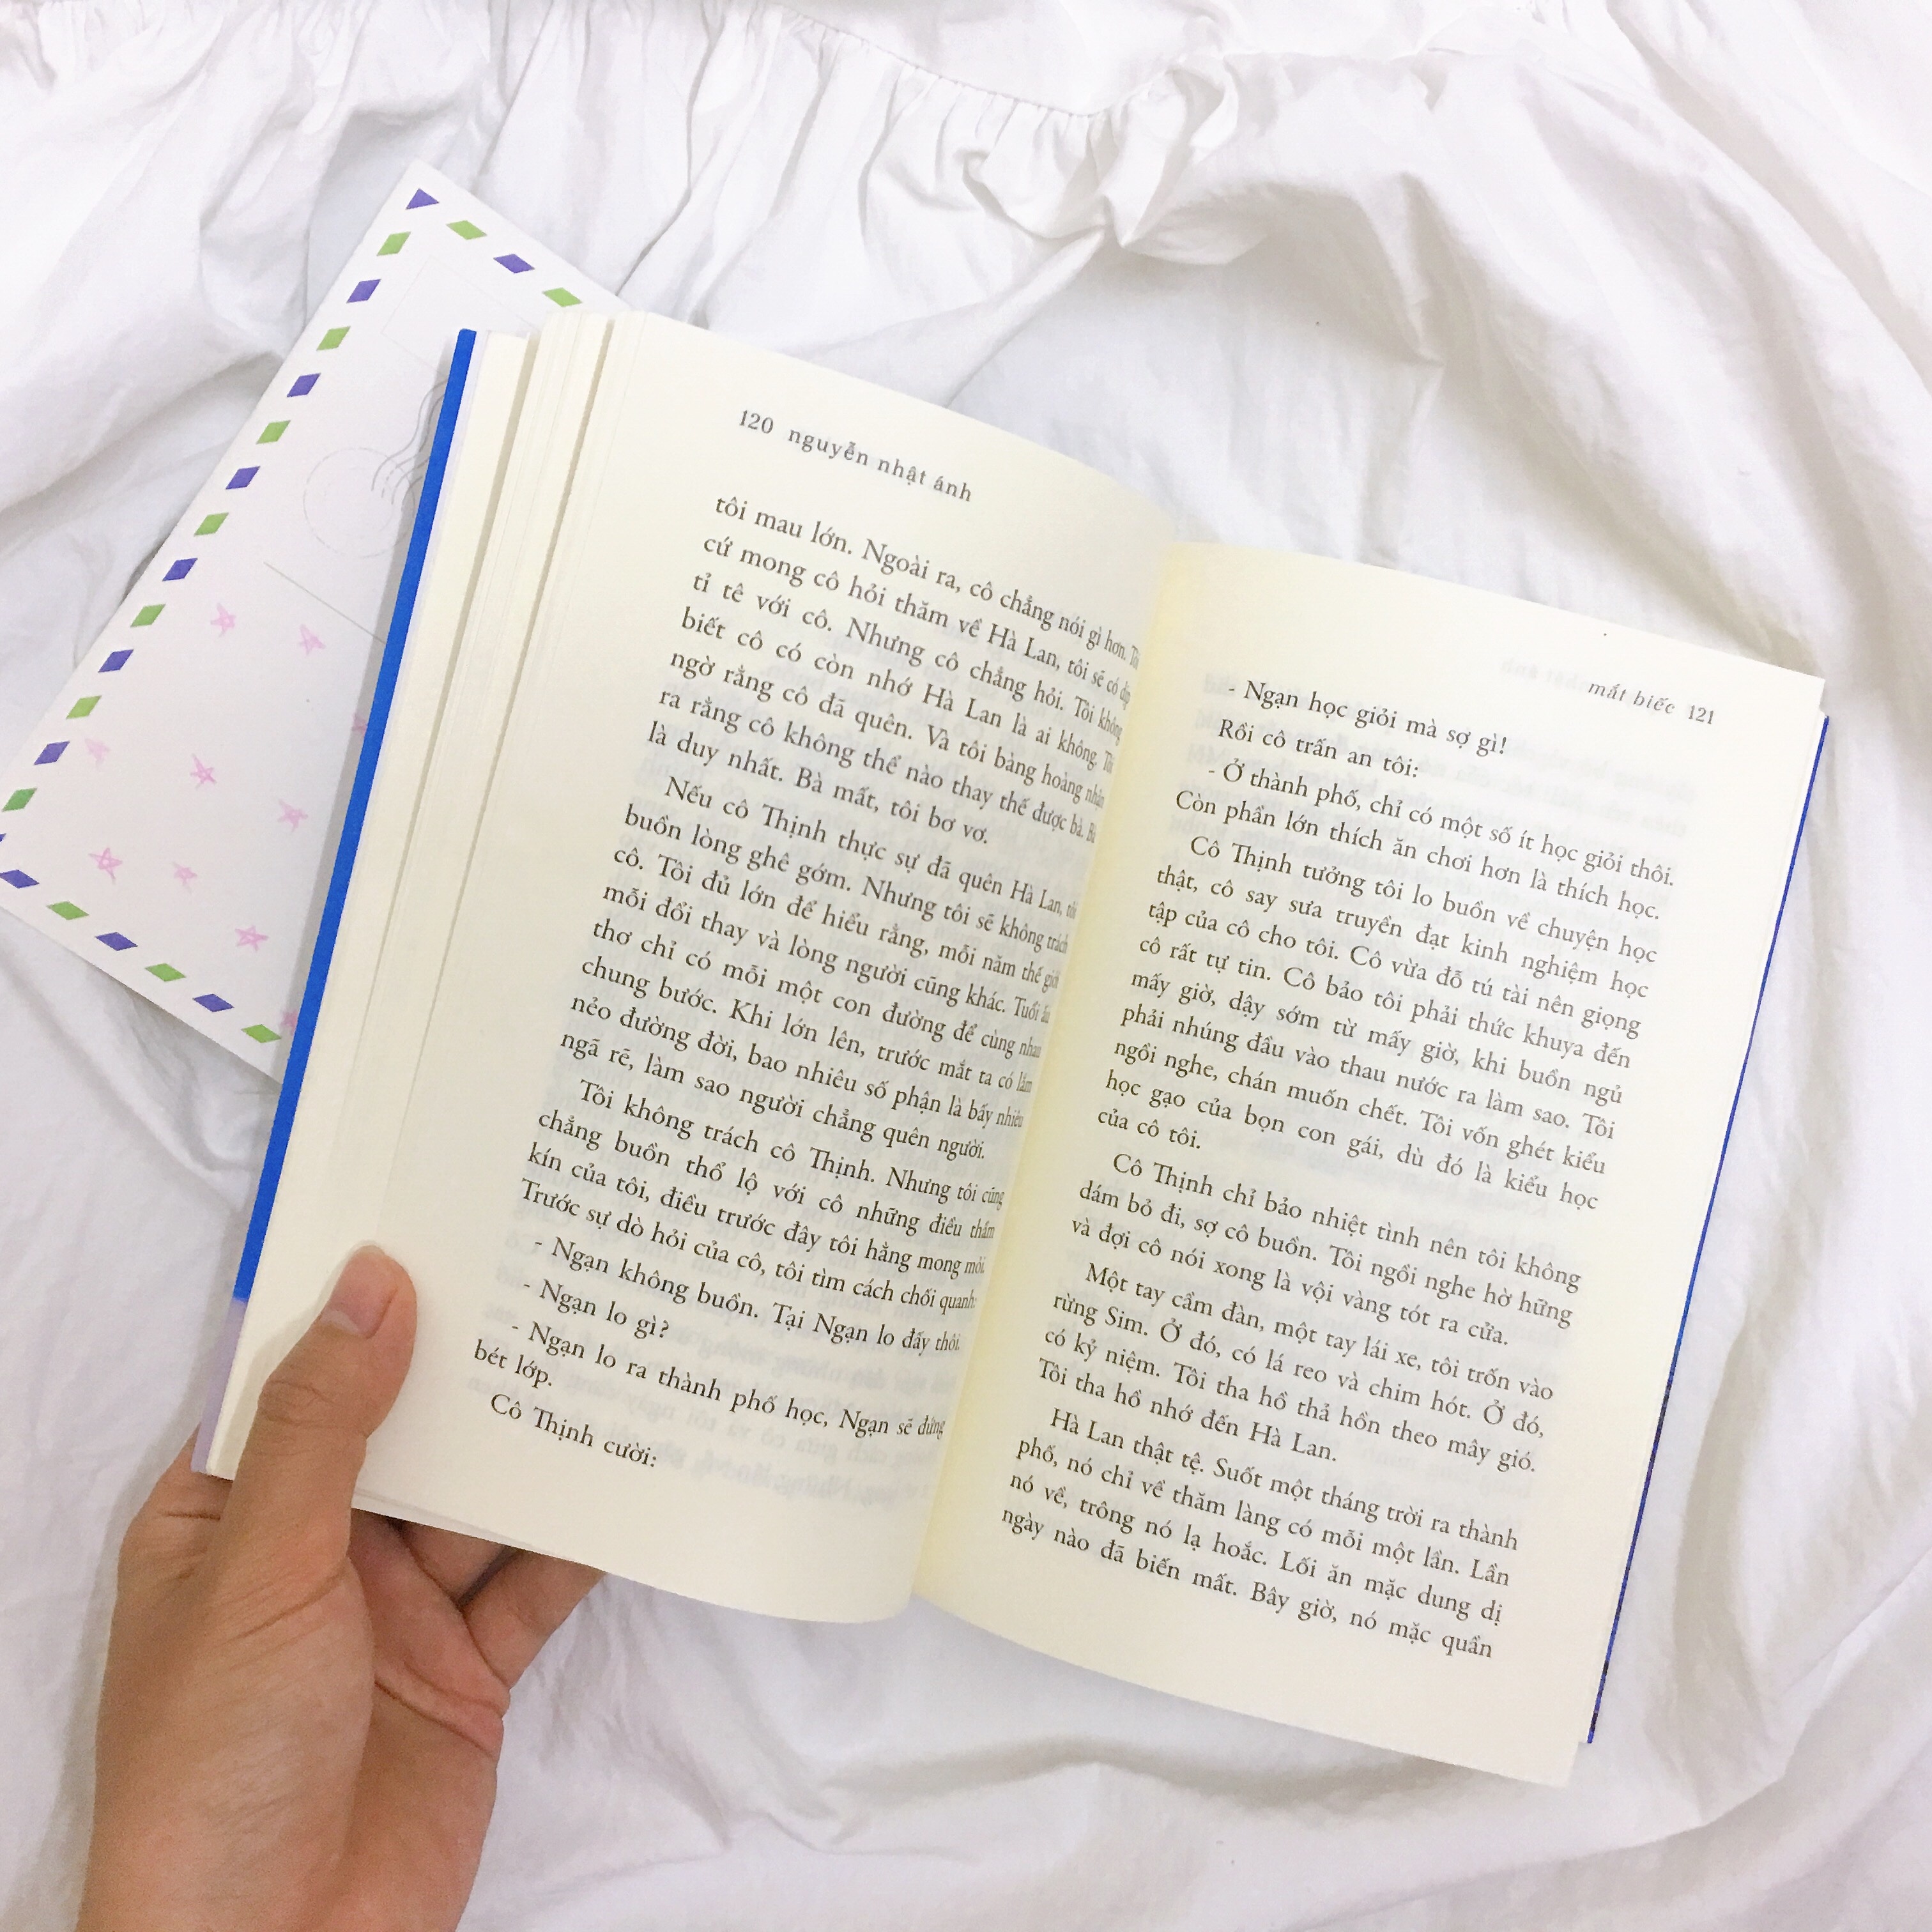 120 nguyễn nhật ánh
tôi mau lớn. Ngoài ra, cô chẳng nói gì hơn. Tôi
cứ mong cô hỏi thăm về Hà Lan, tôi sẽ có dịp
tỉ tê với cô. Nhưng cô chẳng hỏi. Tôi không
biết cô có còn nhớ Hà Lan là ai không. Tôi
ngờ rằng cô đã quên. Và tôi bàng hoàng nhận
ra rằng cô không thể nào thay thế được bà. Bà
là duy nhất. Bà mất, tôi bơ vơ.
Nếu cô Thịnh thực sự đã quên Hà Lan, tôi
buồn lòng ghê gớm. Nhưng tôi sẽ không trách
cô. Tôi đủ lớn để hiểu rằng, mỗi năm thế giới
mỗi đổi thay và lòng người cũng khác. Tuổi ấu
thơ chỉ có mỗi một con đường để cùng nhau
chung bước. Khi lớn lên, trước mắt ta có lắm
nẻo đường đời, bao nhiêu số phận là bấy nhiêu
ngã rẽ, làm sao người chẳng quên người.
Tôi không trách cô Thịnh. Nhưng tôi cũng
chẳng buồn thổ lộ với cô những điều thầm
kín của tôi, điều trước đây tôi hằng mong mỏi.
Trước sự dò hỏi của cô, tôi tìm cách chối quanh:
- Ngạn không buồn. Tại Ngạn lo đấy thôi.
- Ngạn lo gì?
- Ngạn lo ra thành phố học, Ngạn sẽ đứng
bét lớp.
Cô Thịnh cười:
mắt biếc 121
- Ngạn học giỏi mà sợ gì!
Rồi cô trấn an tôi:
- Ở thành phố, chỉ có một số ít học giỏi thôi.
Còn phần lớn thích ăn chơi hơn là thích học.
Cô Thịnh tưởng tôi lo buồn về chuyện học
thật, cô say sưa truyền đạt kinh nghiệm học
tập của cô cho tôi. Cô vừa đỗ tú tài nên giọng
cô rất tự tin. Cô bảo tôi phải thức khuya đến
mấy giờ, dậy sớm từ mấy giờ, khi buồn ngủ
phải nhúng đầu vào thau nước ra làm sao. Tôi
ngồi nghe, chán muốn chết. Tôi vốn ghét kiểu
học gạo của bọn con gái, dù đó là kiểu học
của cô tôi.
Cô Thịnh chỉ bảo nhiệt tình nên tôi không
dám bỏ đi, sợ cô buồn. Tôi ngồi nghe hờ hững
và đợi cô nói xong là vội vàng tót ra cửa.
Một tay cầm đàn, một tay lái xe, tôi trốn vào
rừng Sim. Ở đó, có lá reo và chim hót. Ở đó,
có kỷ niệm. Tôi tha hồ thả hồn theo mây gió.
Tôi tha hồ nhớ đến Hà Lan.
Hà Lan thật tệ. Suốt một tháng trời ra thành
phố, nó chỉ về thăm làng có mỗi một lần. Lần
nó về, trông nó lạ hoắc. Lối ăn mặc dung dị
ngày nào đã biến mất. Bây giờ, nó mặc quần